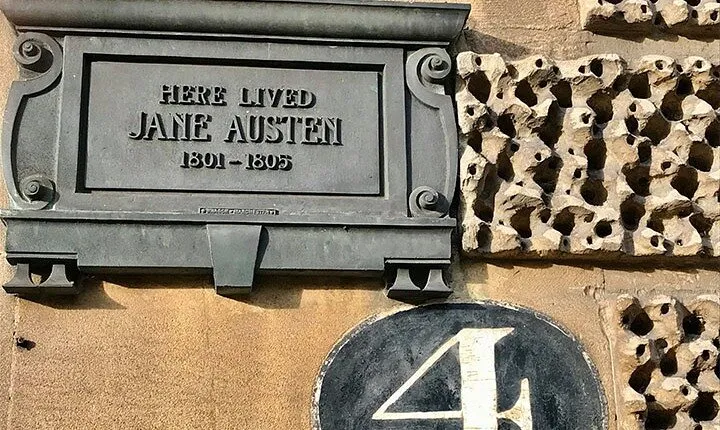 HERE LIVED
JANE AUSTEN
1801-1805
4